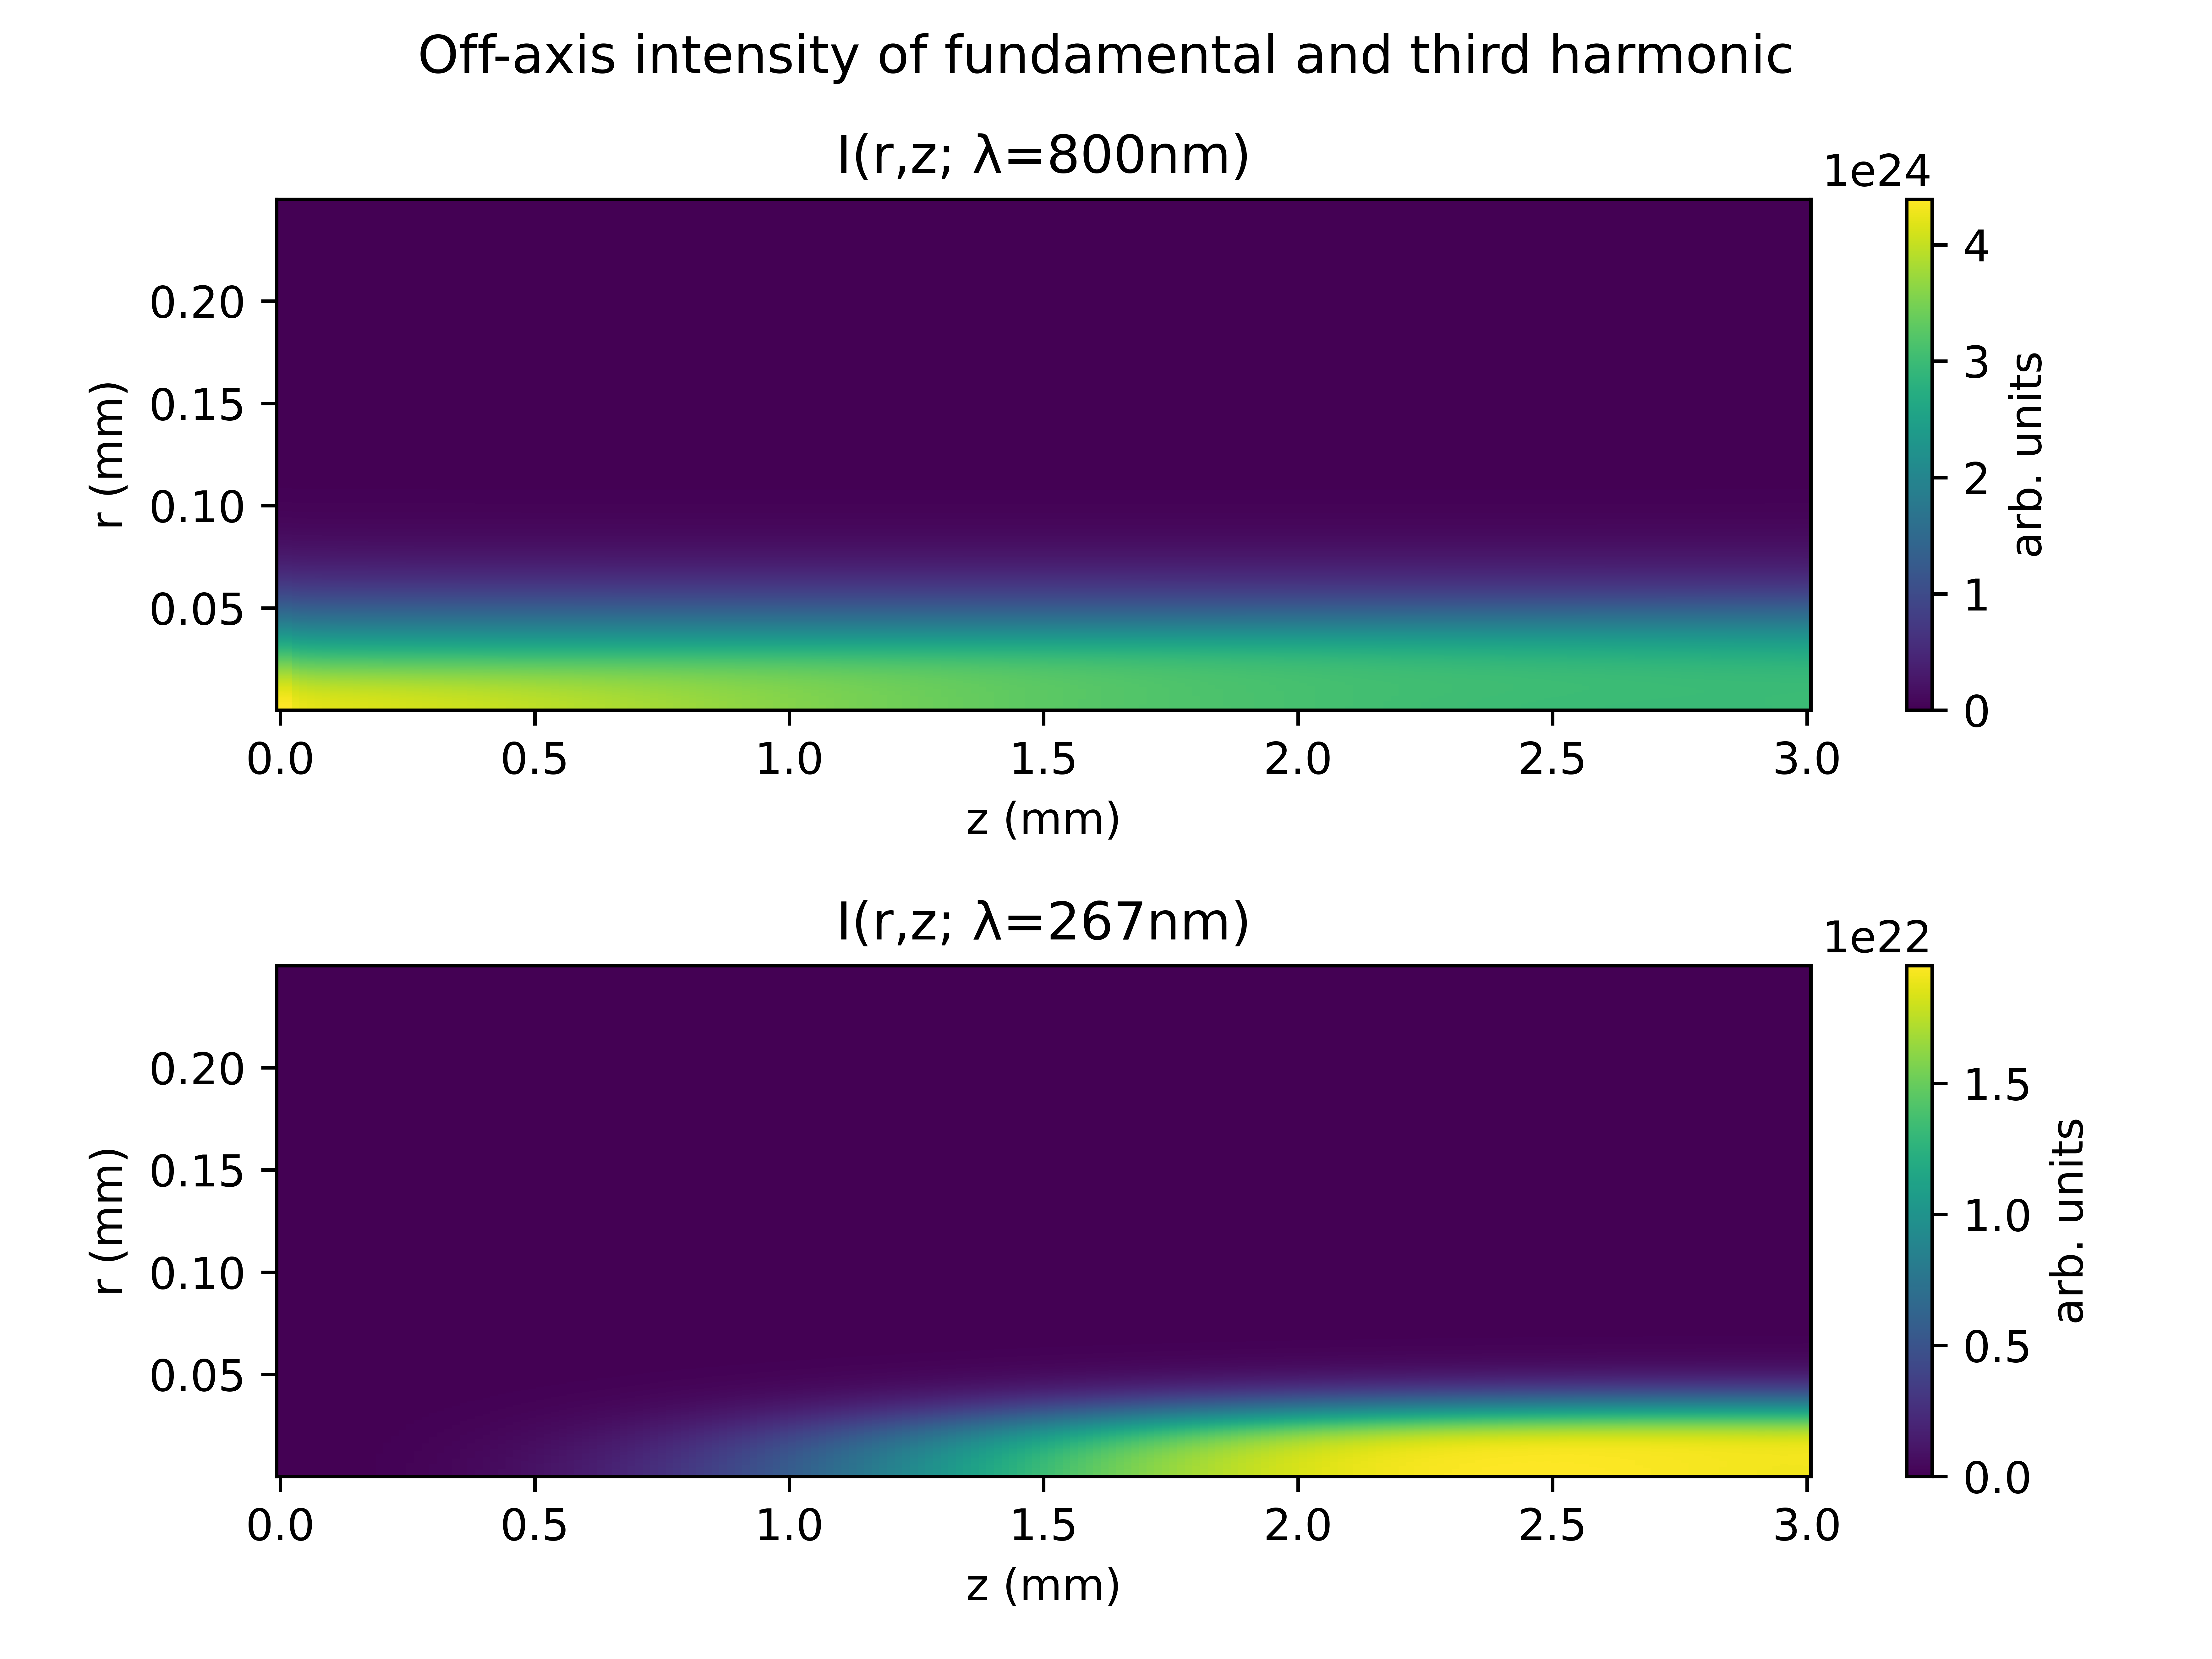 Off-axis intensity of fundamental and third harmonic
I(r,z; λ=800nm)
1e24
0.20
0.15
0.10
0.05
r (mm)
0.0 0.5 1.0 1.5 2.0 2.5 3.0
z (mm)
4
3
2
1
0
arb. units
I(r,z; λ=267nm)
1e22
0.20
0.15
0.10
0.05
r (mm)
0.0 0.5 1.0 1.5 2.0 2.5 3.0
z (mm)
1.5
1.0
0.5
0.0
arb. units